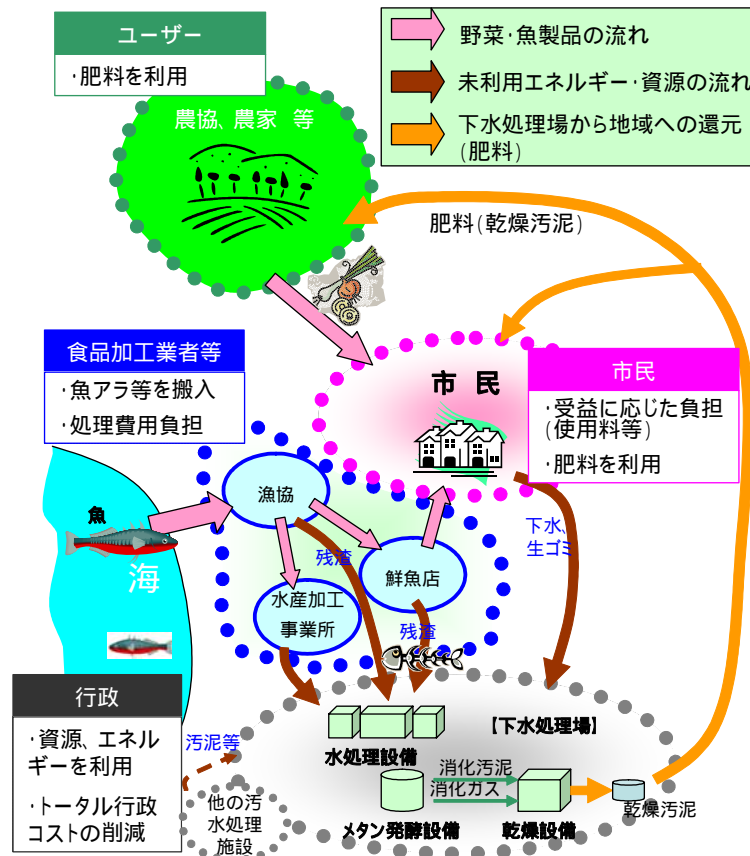 ユーザー
・肥料を利用
農協、農家 等
野菜・魚製品の流れ
未利用エネルギー・資源の流れ
下水処理場から地域への還元
(肥料)
肥料(乾燥汚泥)
食品加工業者等
・魚アラ等を搬入
・処理費用負担
市 民
市民
・受益に応じた負担
(使用料等)
・肥料を利用
魚
海
漁協
残渣
鮮魚店
水産加工
事業所
残渣
下水、
生ゴミ
行政
・資源、エネル
ギーを利用
・トータル行政
コストの削減
汚泥等
他の汚
水処理
施設
【下水処理場】
水処理設備
消化汚泥
消化ガス
メタン発酵設備
乾燥設備
乾燥汚泥